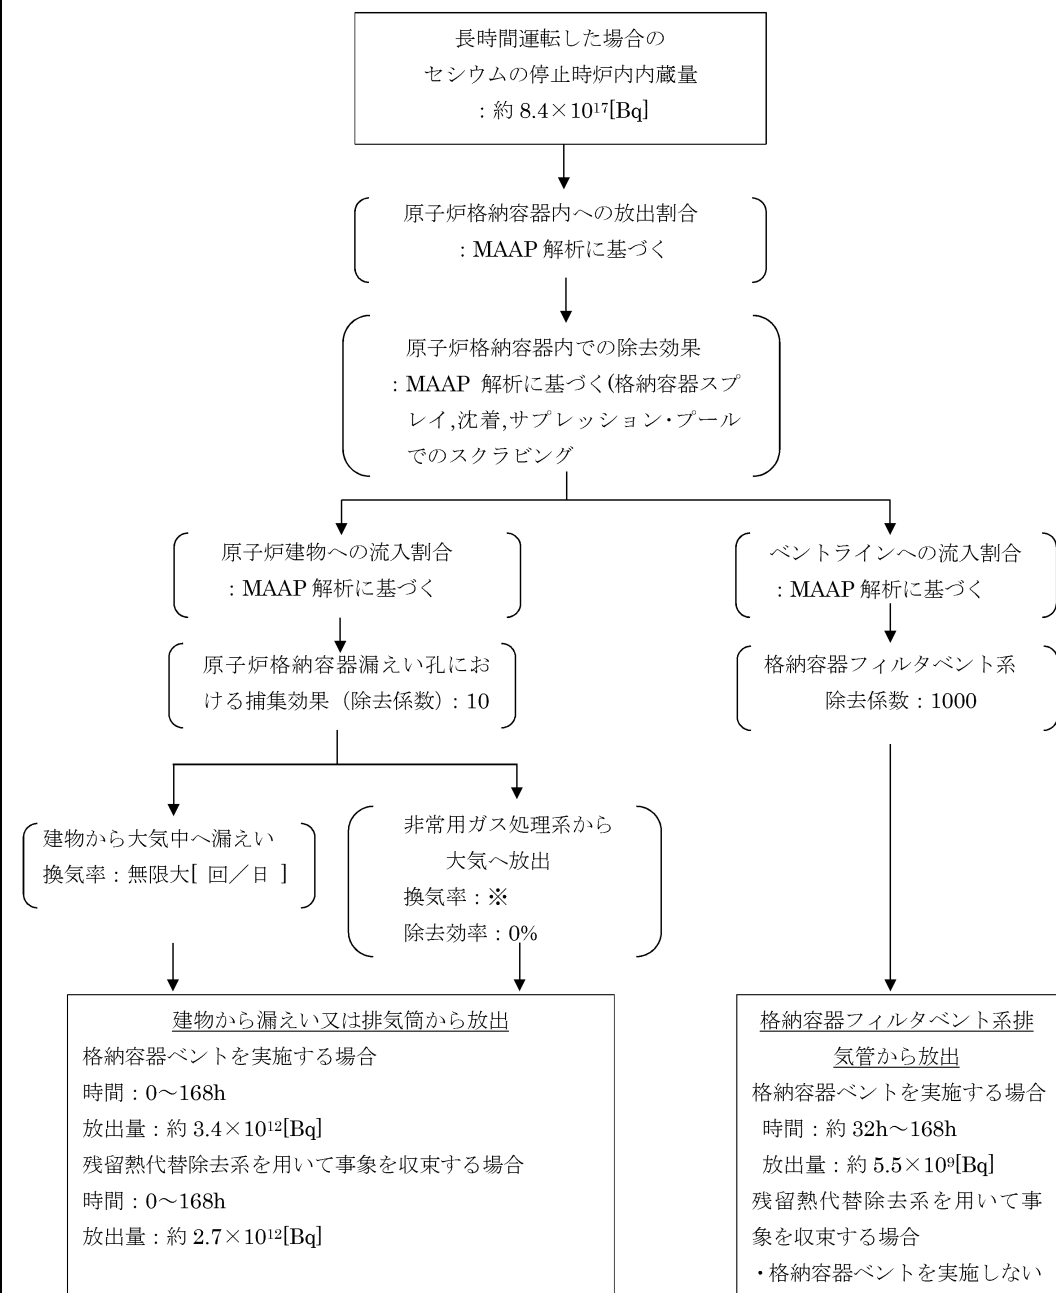 長時間運転した場合の
セシウムの停止時炉内内蔵量
：約 8.4×10¹⁷[Bq]
原子炉格納容器内への放出割合
：MAAP 解析に基づく
原子炉格納容器内での除去効果
：MAAP 解析に基づく(格納容器スプ
レイ,沈着,サプレッション・プール
でのスクラビング
原子炉建物への流入割合
：MAAP 解析に基づく
ベントラインへの流入割合
：MAAP 解析に基づく
原子炉格納容器漏えい孔にお
ける捕集効果（除去係数）：10
格納容器フィルタベント系
除去係数：1000
建物から大気中へ漏えい
換気率：無限大[ 回／日 ]
非常用ガス処理系から
大気へ放出
換気率：※
除去効率：0%
建物から漏えい又は排気筒から放出
格納容器ベントを実施する場合
時間：0～168h
放出量：約 3.4×10¹²[Bq]
残留熱代替除去系を用いて事象を収束する場合
時間：0～168h
放出量：約 2.7×10¹²[Bq]
格納容器フィルタベント系排
気管から放出
格納容器ベントを実施する場合
時間：約 32h～168h
放出量：約 5.5×10⁹[Bq]
残留熱代替除去系を用いて事
象を収束する場合
・格納容器ベントを実施しない